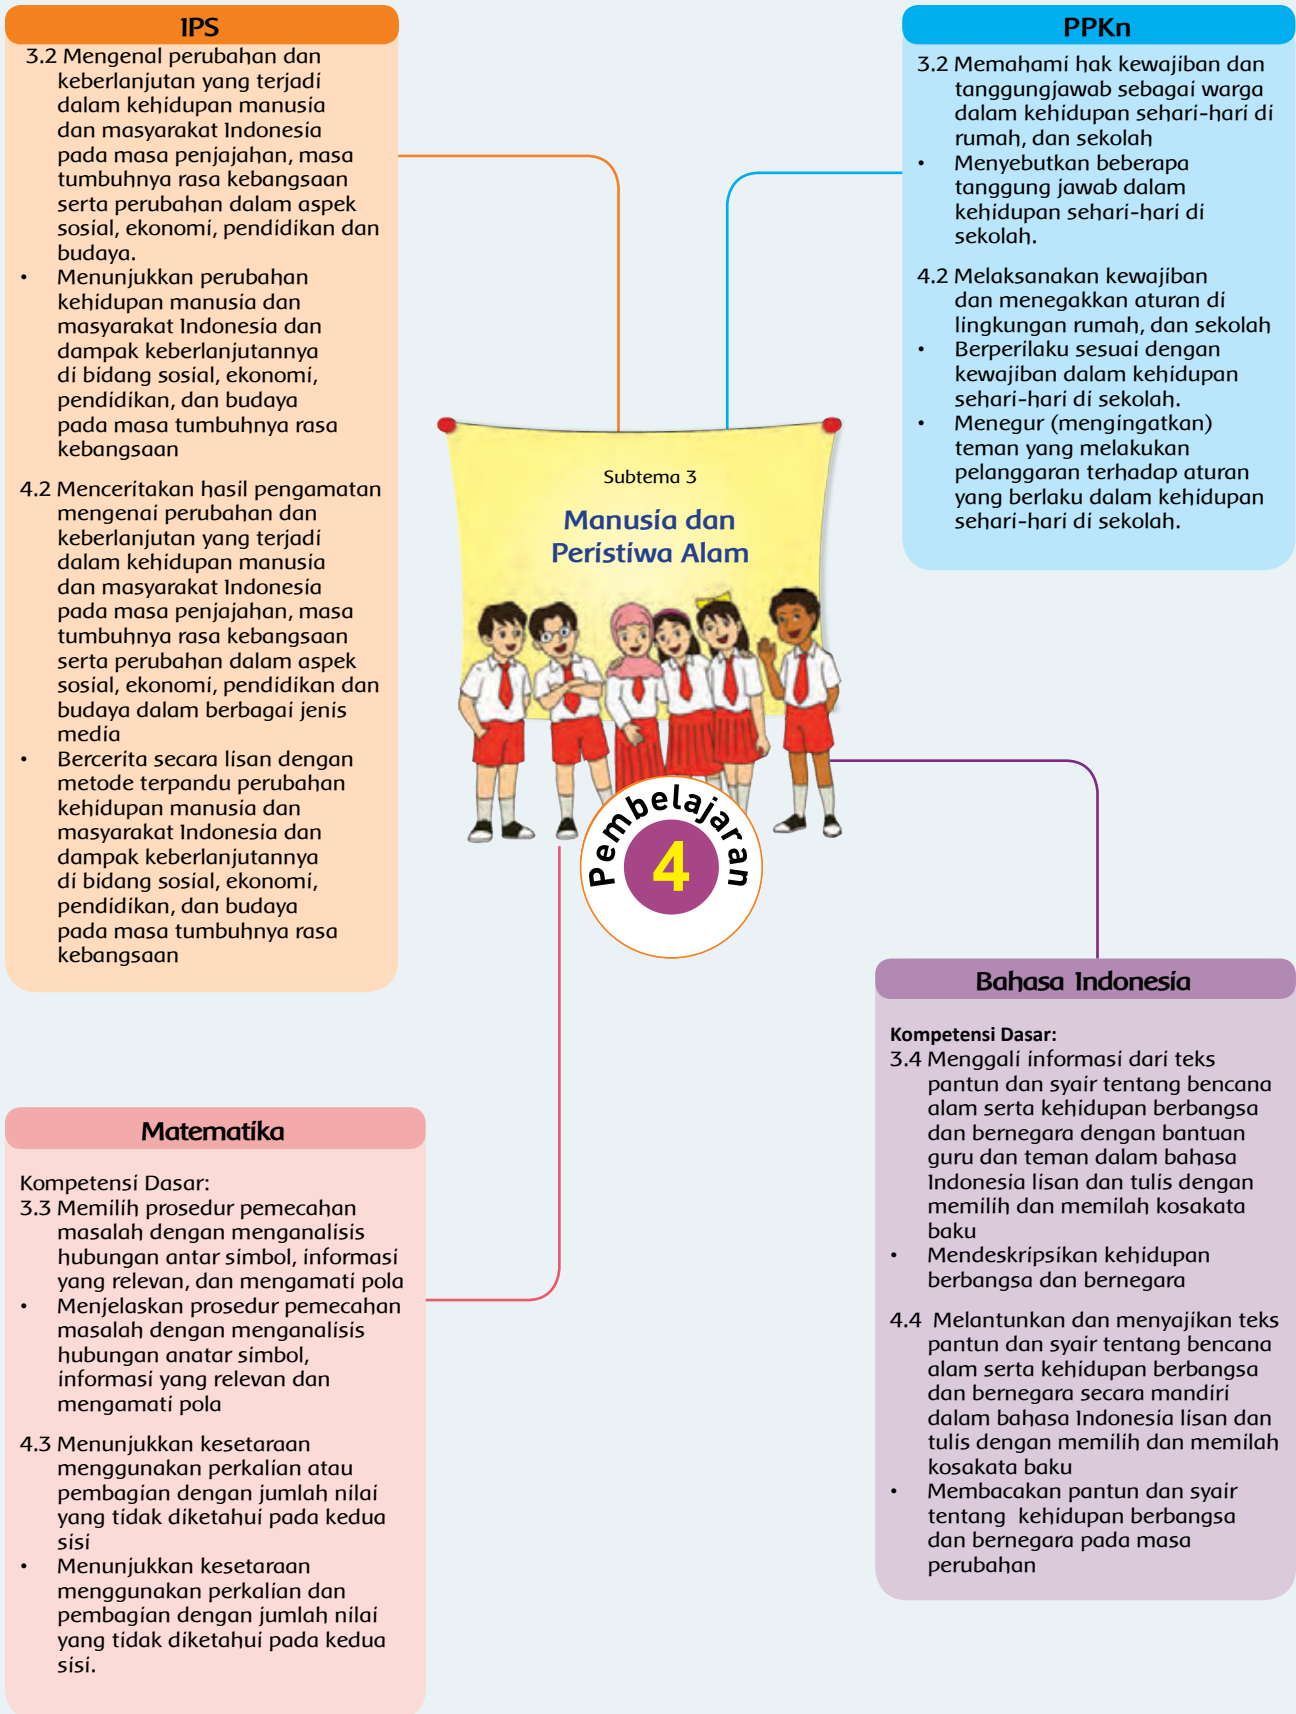 IPS
3.2 Mengenal perubahan dan
keberlanjutan yang terjadi
dalam kehidupan manusia
dan masyarakat Indonesia
pada masa penjajahan, masa
tumbuhnya rasa kebangsaan
serta perubahan dalam aspek
sosial, ekonomi, pendidikan dan
budaya.
• Menunjukkan perubahan
kehidupan manusia dan
masyarakat Indonesia dan
dampak keberlanjutannya
di bidang sosial, ekonomi,
pendidikan, dan budaya
pada masa tumbuhnya rasa
kebangsaan
4.2 Menceritakan hasil pengamatan
mengenai perubahan dan
keberlanjutan yang terjadi
dalam kehidupan manusia
dan masyarakat Indonesia
pada masa penjajahan, masa
tumbuhnya rasa kebangsaan
serta perubahan dalam aspek
sosial, ekonomi, pendidikan dan
budaya dalam berbagai jenis
media
• Bercerita secara lisan dengan
metode terpandu perubahan
kehidupan manusia dan
masyarakat Indonesia dan
dampak keberlanjutannya
di bidang sosial, ekonomi,
pendidikan, dan budaya
pada masa tumbuhnya rasa
kebangsaan
PPKn
3.2 Memahami hak kewajiban dan
tanggungjawab sebagai warga
dalam kehidupan sehari-hari di
rumah, dan sekolah
• Menyebutkan beberapa
tanggung jawab dalam
kehidupan sehari-hari di
sekolah.
4.2 Melaksanakan kewajiban
dan menegakkan aturan di
lingkungan rumah, dan sekolah
• Berperilaku sesuai dengan
kewajiban dalam kehidupan
sehari-hari di sekolah.
• Menegur (mengingatkan)
teman yang melakukan
pelanggaran terhadap aturan
yang berlaku dalam kehidupan
sehari-hari di sekolah.
Subtema 3
Manusia dan
Peristiwa Alam
Pembelajaran
4
Matematika
Kompetensi Dasar:
3.3 Memilih prosedur pemecahan
masalah dengan menganalisis
hubungan antar simbol, informasi
yang relevan, dan mengamati pola
• Menjelaskan prosedur pemecahan
masalah dengan menganalisis
hubungan anatar simbol,
informasi yang relevan dan
mengamati pola
4.3 Menunjukkan kesetaraan
menggunakan perkalian atau
pembagian dengan jumlah nilai
yang tidak diketahui pada kedua
sisi
• Menunjukkan kesetaraan
menggunakan perkalian dan
pembagian dengan jumlah nilai
yang tidak diketahui pada kedua
sisi.
Bahasa Indonesia
Kompetensi Dasar:
3.4 Menggali informasi dari teks
pantun dan syair tentang bencana
alam serta kehidupan berbangsa
dan bernegara dengan bantuan
guru dan teman dalam bahasa
Indonesia lisan dan tulis dengan
memilih dan memilah kosakata
baku
• Mendeskripsikan kehidupan
berbangsa dan bernegara
4.4 Melantunkan dan menyajikan teks
pantun dan syair tentang bencana
alam serta kehidupan berbangsa
dan bernegara secara mandiri
dalam bahasa Indonesia lisan dan
tulis dengan memilih dan memilah
kosakata baku
• Membacakan pantun dan syair
tentang kehidupan berbangsa
dan bernegara pada masa
perubahan